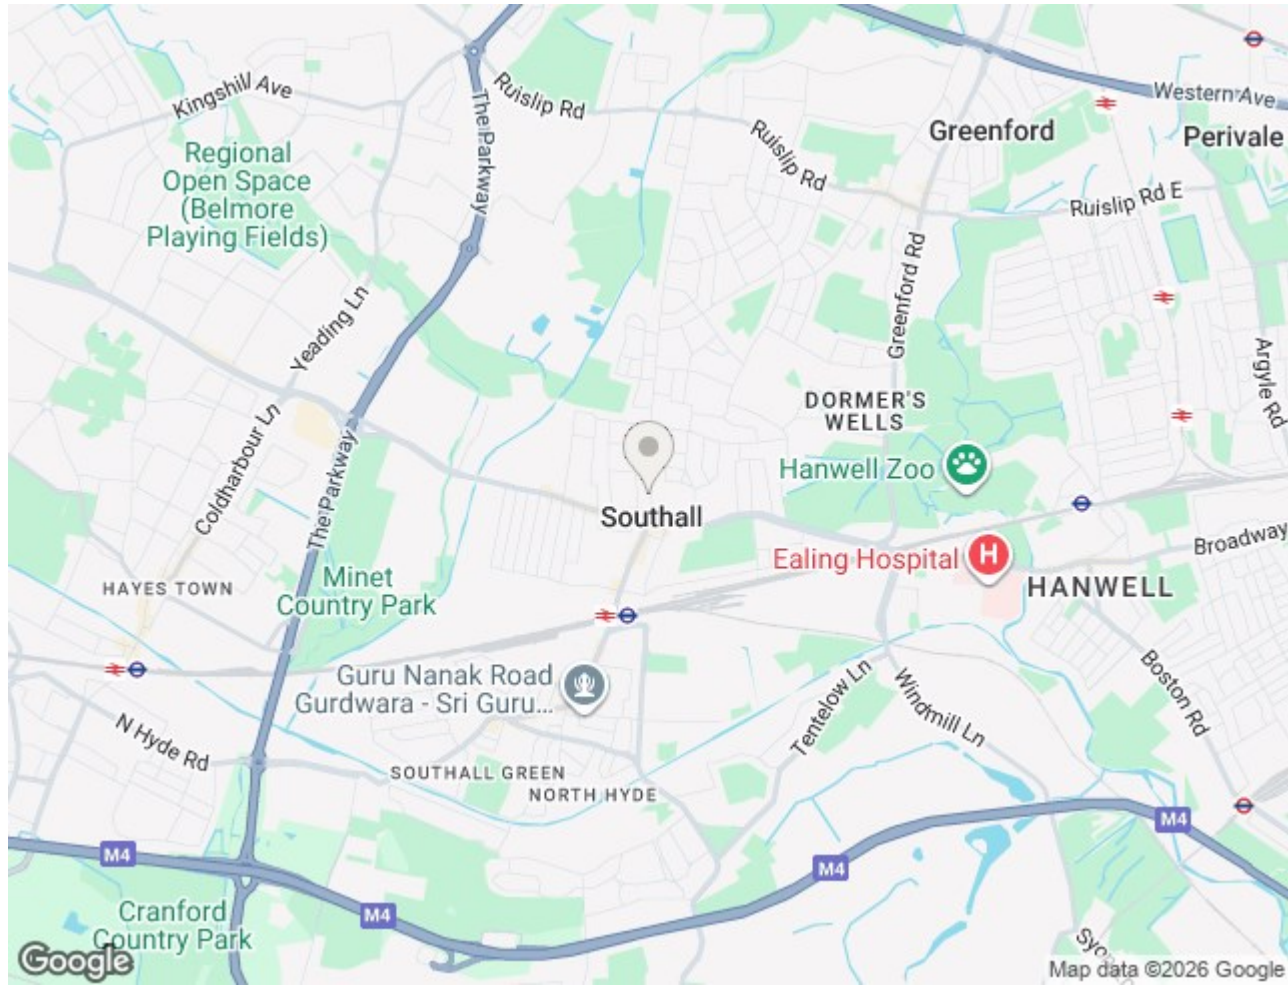 Kingshill Ave
Ruislip Rd
The Parkway
Regional
Open Space
(Belmore
Playing Fields)
Ruislip Rd
Greenford
Western Ave
Perivale
Ruislip Rd E
Greenford Rd
Yeading Ln
Argyle Rd
Coldharbour Ln
The Parkway
DORMER'S
WELLS
Hanwell Zoo
Southall
Ealing Hospital
H
Broadway
HANWELL
HAYES TOWN
Minet
Country Park
Guru Nanak Road
Gurdwara - Sri Guru...
Tentelow Ln
Windmill Ln
Boston Rd
N Hyde Rd
SOUTHALL GREEN
NORTH HYDE
M4
M4
M4
M4
Cranford
Country Park
Google
Map data ©2026 Google